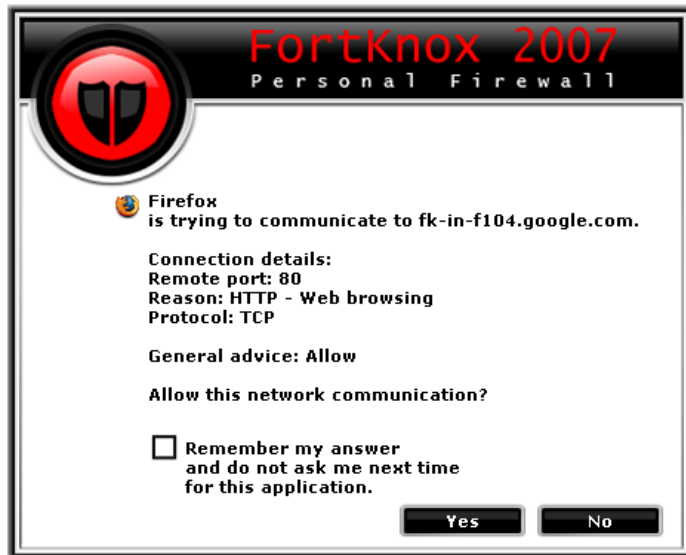 FortKnox 2007
Personal Firewall
Firefox
is trying to communicate to fk-in-f104.google.com.
Connection details:
Remote port: 80
Reason: HTTP - Web browsing
Protocol: TCP
General advice: Allow
Allow this network communication?
Remember my answer
and do not ask me next time
for this application.
Yes No